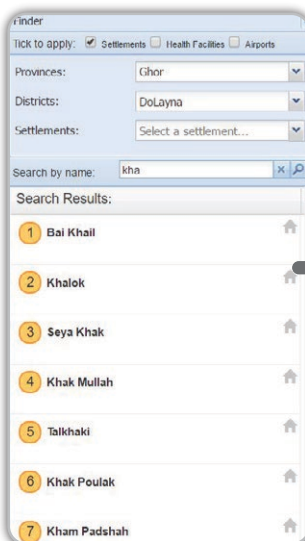 Finder
Tick to apply: Settlements Health Facilities Airports
Provinces: Ghor
Districts: DoLayna
Settlements: Select a settlement...
Search by name: kha
Search Results:
1 Bai Khail
2 Khalok
3 Seya Khak
4 Khak Mullah
5 Talkhaki
6 Khak Poulak
7 Kham Padshah